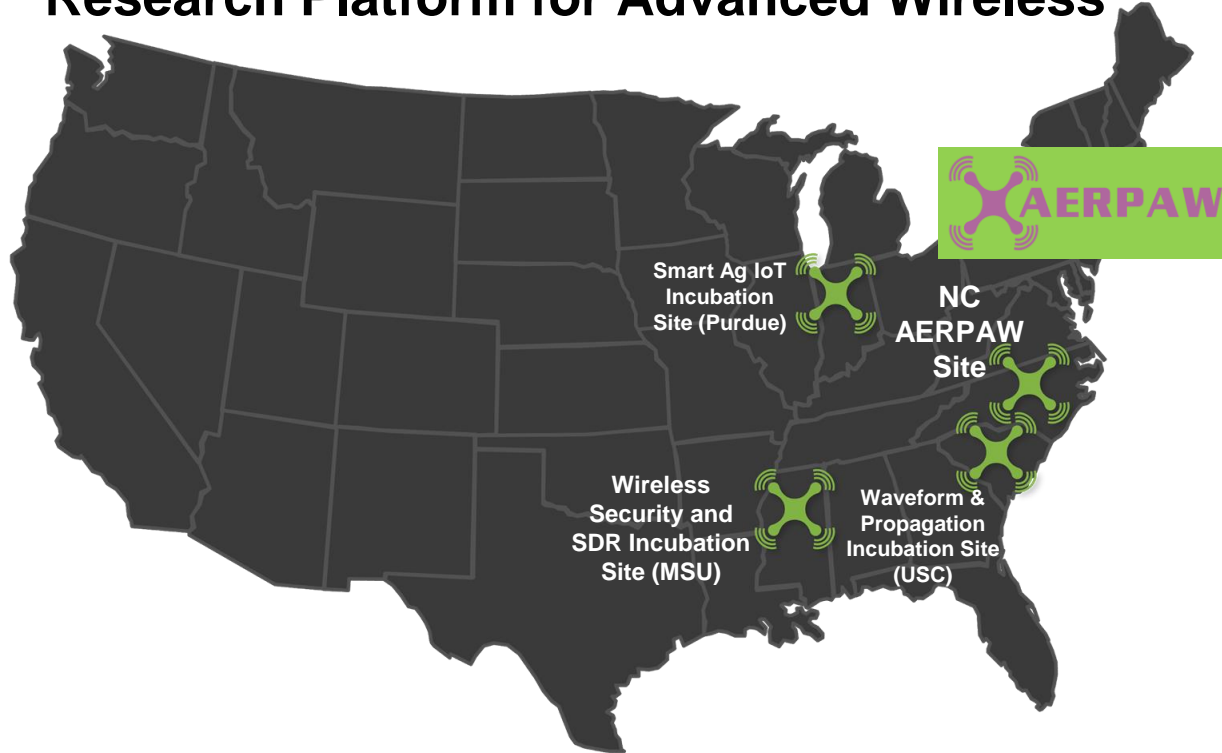 Research Platform for Advanced Wireless
AERPAW
Smart Ag IoT
Incubation
Site (Purdue)
NC
AERPAW
Site
Wireless
Security and
SDR Incubation
Site (MSU)
Waveform &
Propagation
Incubation Site
(USC)